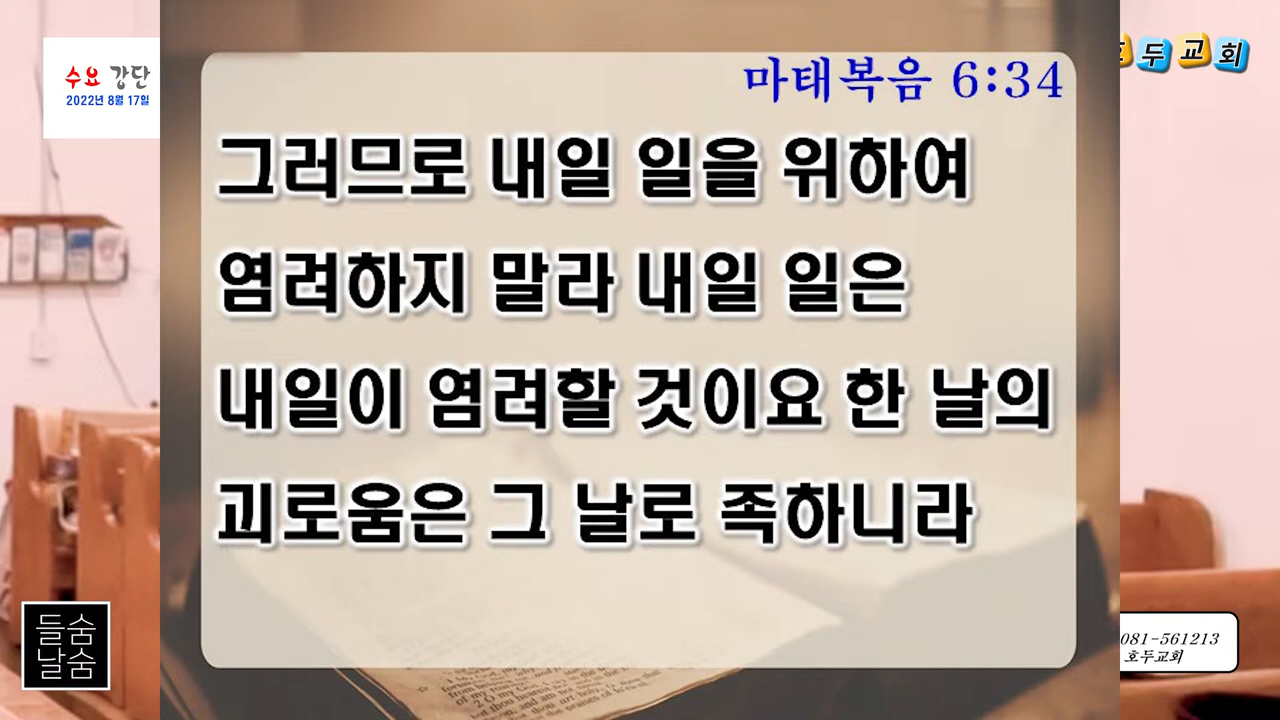 수요 강단
2022년 8월 17일
두교회
마태복음 6:34
그러므로 내일 일을 위하여
염려하지 말라 내일 일은
내일이 염려할 것이요 한 날의
괴로움은 그 날로 족하니라
들숨
날숨
081-561213
호두교회